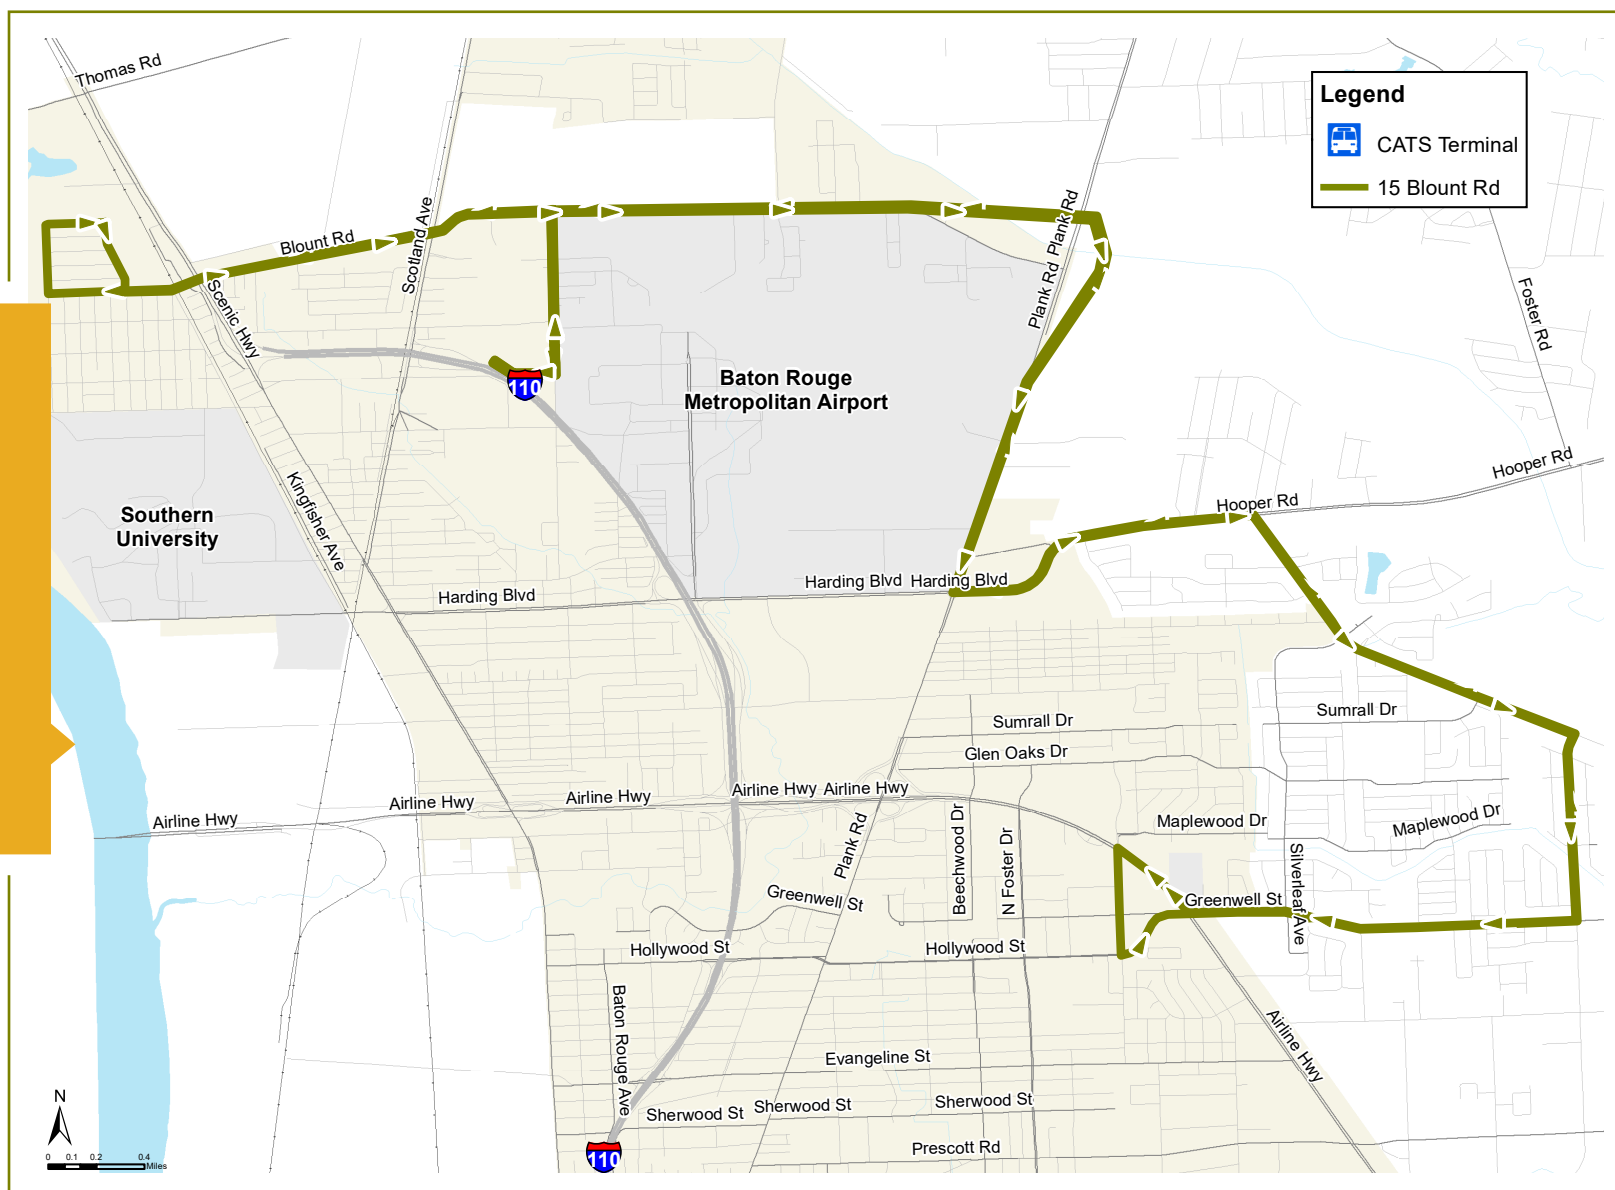 Thomas Rd
Legend
CATS Terminal
15 Blount Rd
Blount Rd
Scotland Ave
Plank Rd
Plank Rd
Scenic Hwy
Foster Rd
110
Baton Rouge
Metropolitan Airport
Hooper Rd
Hooper Rd
Southern
University
Kingfisher Ave
Harding Blvd
Harding Blvd
Harding Blvd
Sumrall Dr
Sumrall Dr
Glen Oaks Dr
Airline Hwy
Airline Hwy
Airline Hwy
Airline Hwy
Airline Hwy
Maplewood Dr
Maplewood Dr
Plank Rd
Beechwood Dr
N Foster Dr
Silverleaf Ave
Greenwell St
Greenwell St
Hollywood St
Hollywood St
Baton Rouge Ave
Airline Hwy
Evangeline St
Sherwood St
Sherwood St
Sherwood St
Prescott Rd
110
N
0 0.1 0.2 0.4
Miles